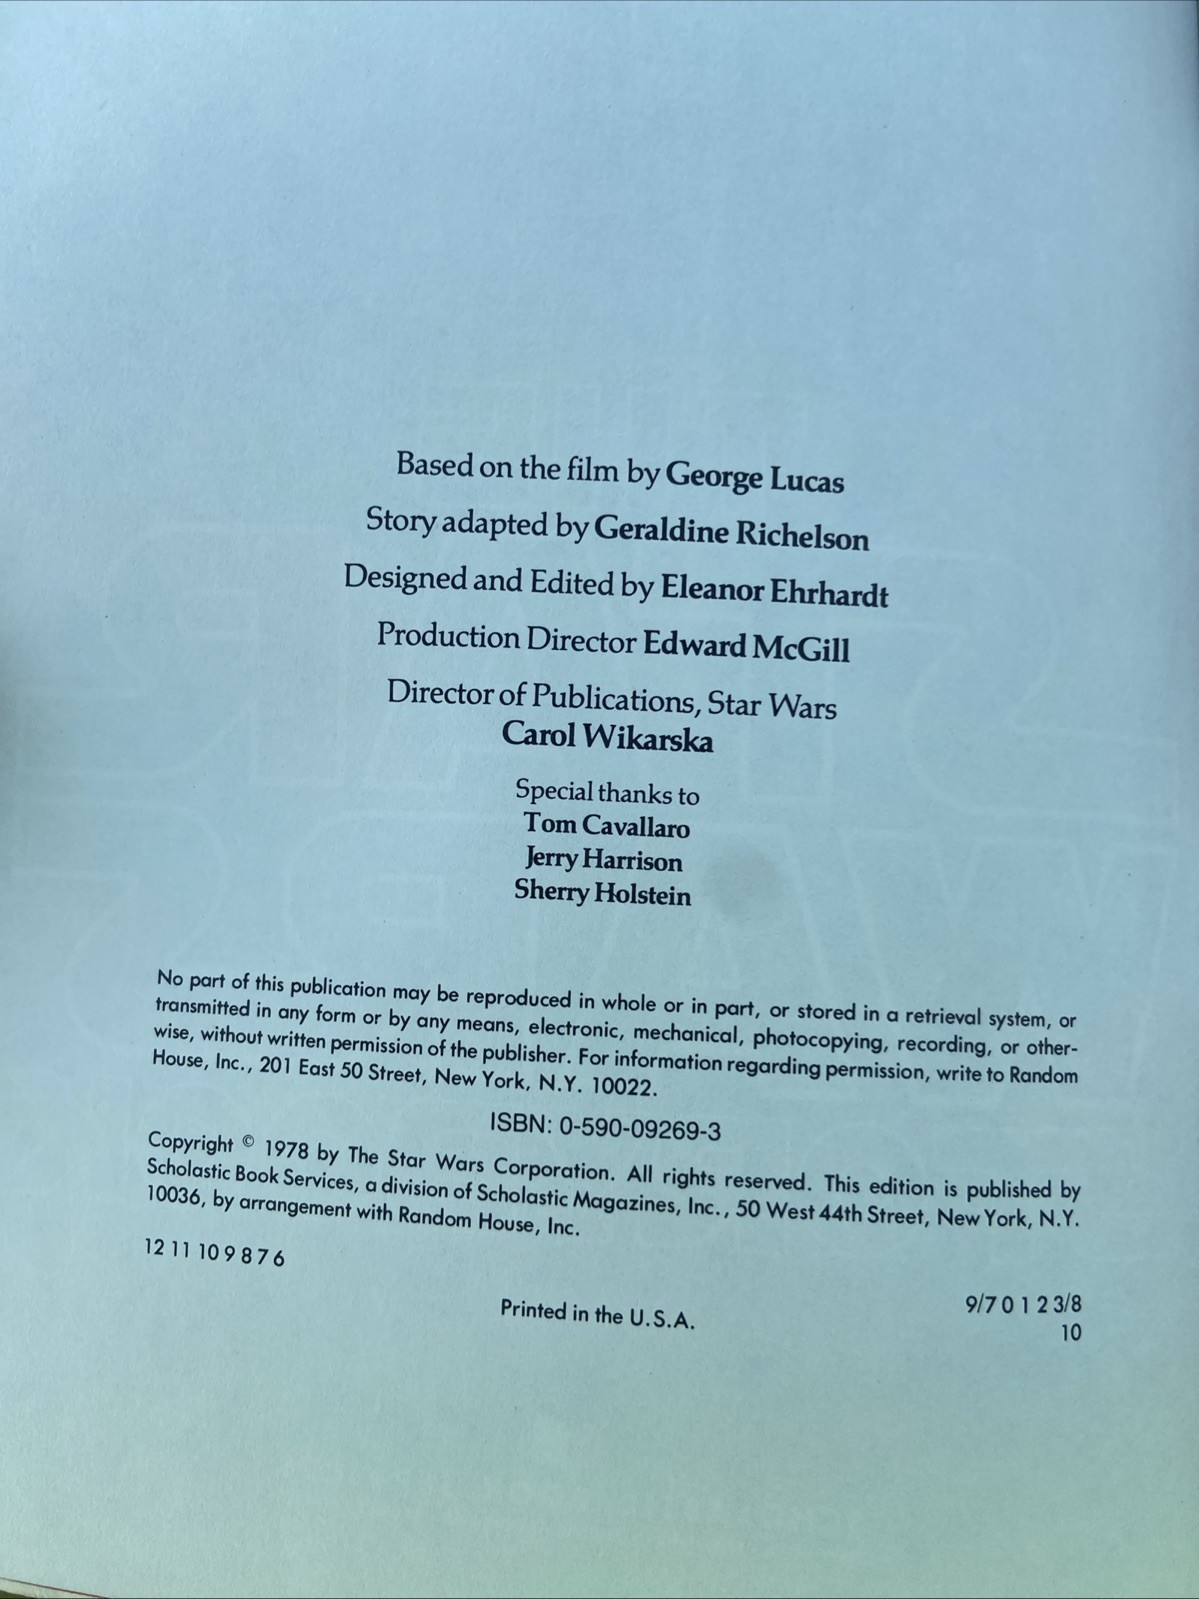 Based on the film by George Lucas
Story adapted by Geraldine Richelson
Designed and Edited by Eleanor Ehrhardt
Production Director Edward McGill
Director of Publications, Star Wars
Carol Wikarska
Special thanks to
Tom Cavallaro
Jerry Harrison
Sherry Holstein
No part of this publication may be reproduced in whole or in part, or stored in a retrieval system, or
transmitted in any form or by any means, electronic, mechanical, photocopying, recording, or other-
wise, without written permission of the publisher. For information regarding permission, write to Random
House, Inc., 201 East 50 Street, New York, N.Y. 10022.
ISBN: 0-590-09269-3
Copyright © 1978 by The Star Wars Corporation. All rights reserved. This edition is published by
Scholastic Book Services, a division of Scholastic Magazines, Inc., 50 West 44th Street, New York, N.Y.
10036, by arrangement with Random House, Inc.
12 11 10 9 8 7 6
9/7 0 1 2 3/8
Printed in the U.S.A.
10